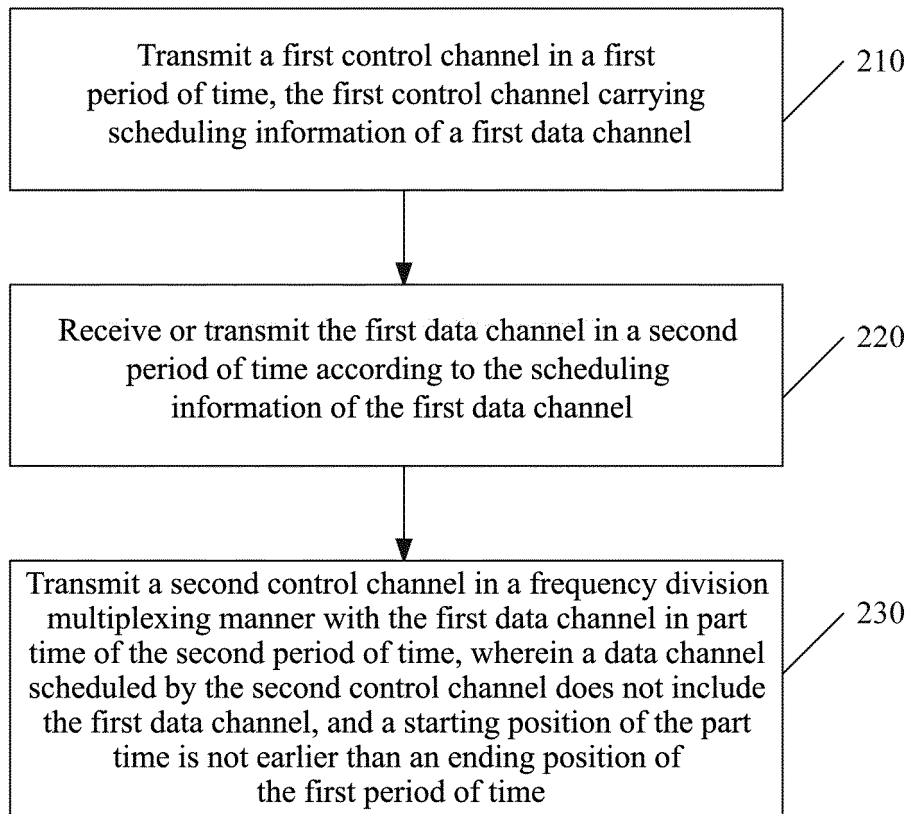 Transmit a first control channel in a first
period of time, the first control channel carrying
scheduling information of a first data channel
210
Receive or transmit the first data channel in a second
period of time according to the scheduling
information of the first data channel
220
Transmit a second control channel in a frequency division
multiplexing manner with the first data channel in part
time of the second period of time, wherein a data channel
scheduled by the second control channel does not include
the first data channel, and a starting position of the part
time is not earlier than an ending position of
the first period of time
230